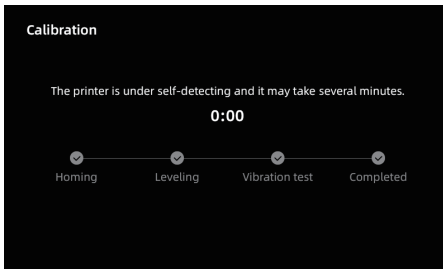 Calibration
The printer is under self-detecting and it may take several minutes.
0:00
Homing Leveling Vibration test Completed